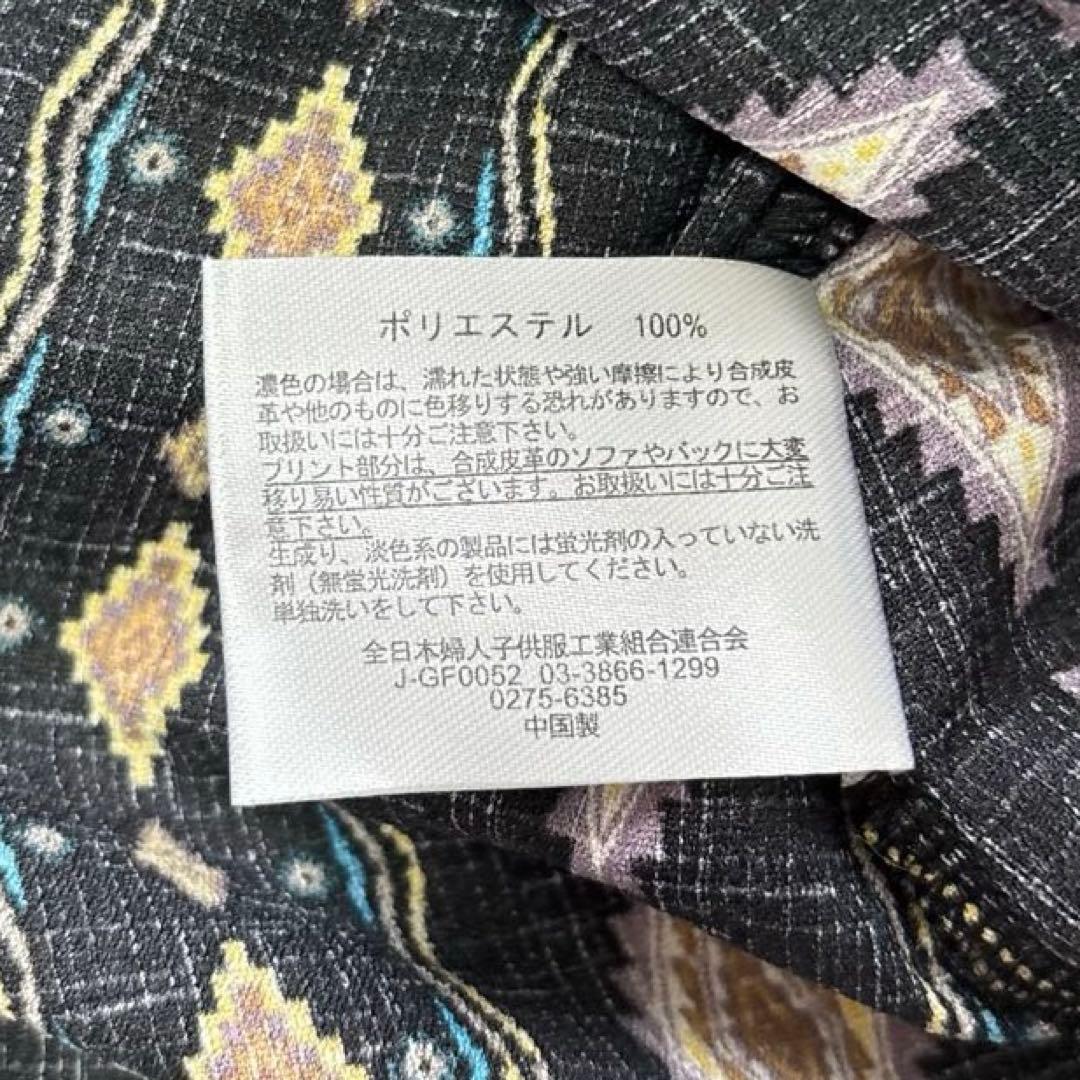 ポリエステル 100%
濃色の場合は、濡れた状態や強い摩擦により合成皮
革や他のものに色移りする恐れがありますので、お
取扱いには十分ご注意下さい。
プリント部分は、合成皮革のソファやバックに大変
移り易い性質がございます。お取扱いには十分ご注
意下さい。
生成り、淡色系の製品には蛍光剤の入っていない洗
剤（無蛍光洗剤）を使用してください。
単独洗いをして下さい。
全日本婦人子供服工業組合連合会
J-GF0052 03-3866-1299
0275-6385
中国製